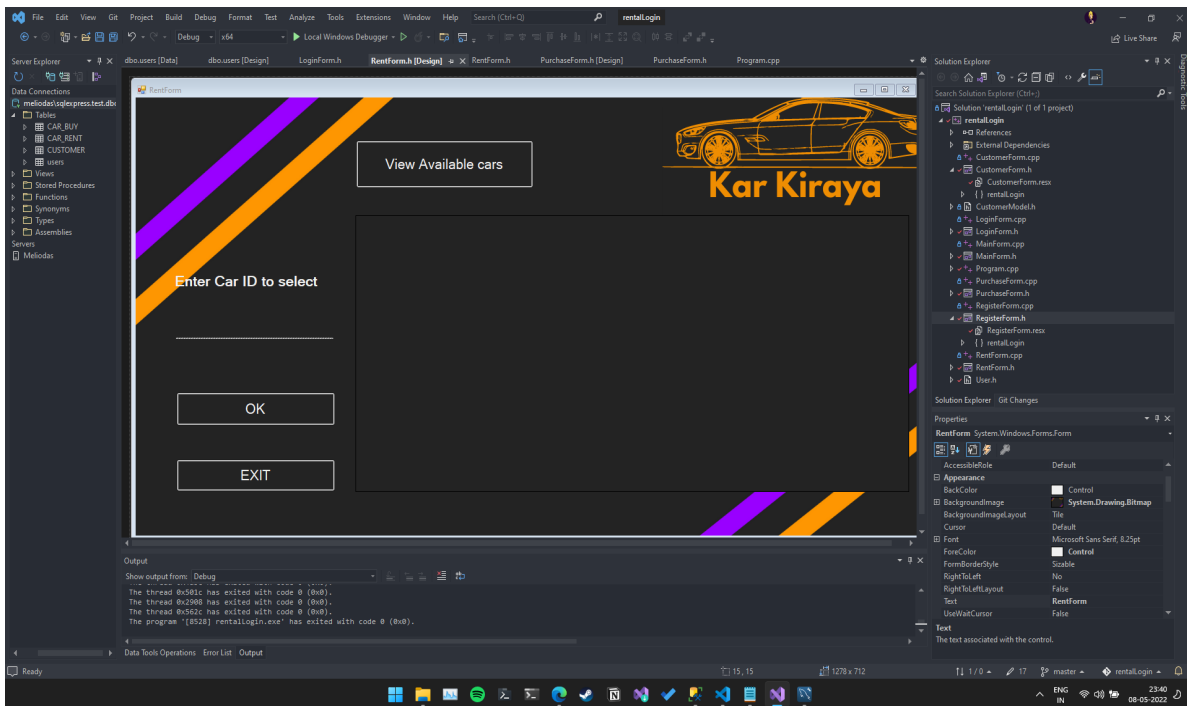 File Edit View Git Project Build Debug Format Test Analyze Tools Extensions Window Help Search (Ctrl+Q) rentalLogin
Debug x64 Local Windows Debugger Live Share
Server Explorer
Data Connections
meliodas\sqlexpress.test.dbo
Tables
CAR_BUY
CAR_RENT
CUSTOMER
users
Views
Stored Procedures
Functions
Synonyms
Types
Assemblies
Servers
Meliodas
dbo.users [Data] dbo.users [Design] LoginForm.h RentForm.h [Design] RentForm.h PurchaseForm.h [Design] PurchaseForm.h Program.cpp
RentForm
View Available cars
Kar Kiraya
Enter Car ID to select
OK
EXIT
Output
Show output from: Debug
The thread 0x501c has exited with code 0 (0x0).
The thread 0x2908 has exited with code 0 (0x0).
The thread 0x562c has exited with code 0 (0x0).
The program '[8528] rentalLogin.exe' has exited with code 0 (0x0).
Data Tools Operations Error List Output
Solution Explorer
Search Solution Explorer (Ctrl+;)
Solution 'rentalLogin' (1 of 1 project)
rentalLogin
References
External Dependencies
CustomerForm.cpp
CustomerForm.h
CustomerForm.resx
{ } rentalLogin
CustomerModel.h
LoginForm.cpp
LoginForm.h
MainForm.cpp
MainForm.h
Program.cpp
PurchaseForm.cpp
PurchaseForm.h
RegisterForm.cpp
RegisterForm.h
RegisterForm.resx
{ } rentalLogin
RentForm.cpp
RentForm.h
User.h
Solution Explorer Git Changes
Properties
RentForm System.Windows.Forms.Form
AccessibleRole Default
Appearance
BackColor Control
BackgroundImage System.Drawing.Bitmap
BackgroundImageLayout Tile
Cursor Default
Font Microsoft Sans Serif, 8.25pt
ForeColor Control
FormBorderStyle Sizable
RightToLeft No
RightToLeftLayout False
Text RentForm
UseWaitCursor False
Text
The text associated with the control.
Diagnostic Tools
Ready 15, 15 1278 x 712 1 / 0 17 master rentalLogin
ENG
IN
23:40
08-05-2022